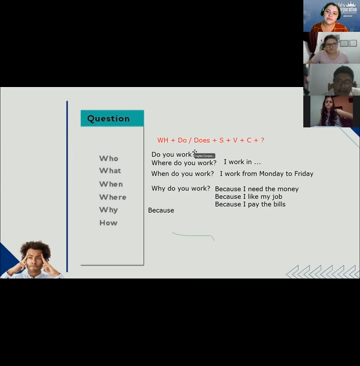 Question
WH + Do / Does + S + V + C + ?
Who
What
When
Where
Why
How
Do you work?
Where do you work? I work in ...
When do you work? I work from Monday to Friday
Why do you work? Because I need the money
Because I like my job
Because I pay the bills
Because